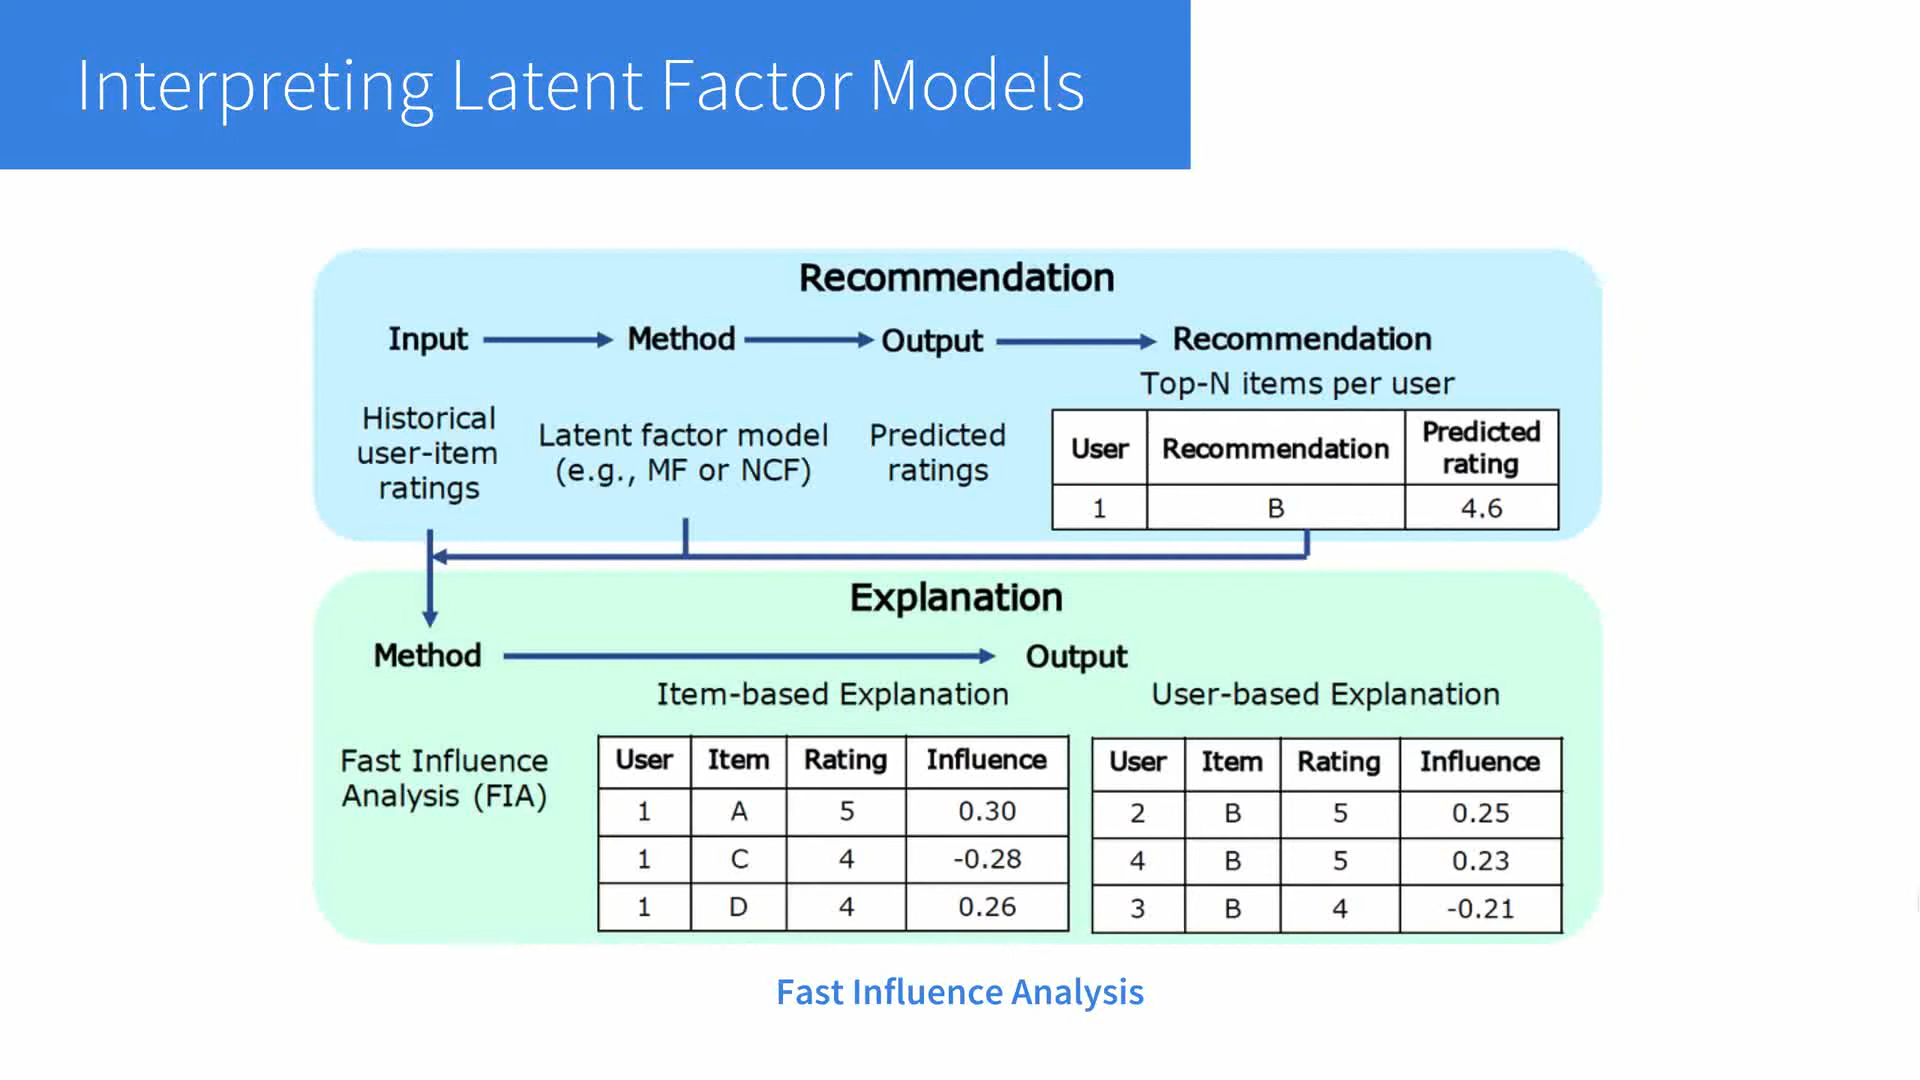 Interpreting Latent Factor Models
Recommendation
Input Method Output Recommendation
Top-N items per user
Historical
user-item
ratings
Latent factor model
(e.g., MF or NCF)
Predicted
ratings
User Recommendation Predicted rating
1 B 4.6
Explanation
Method Output
Fast Influence
Analysis (FIA)
Item-based Explanation
User Item Rating Influence
1 A 5 0.30
1 C 4 -0.28
1 D 4 0.26
User-based Explanation
User Item Rating Influence
2 B 5 0.25
4 B 5 0.23
3 B 4 -0.21
Fast Influence Analysis